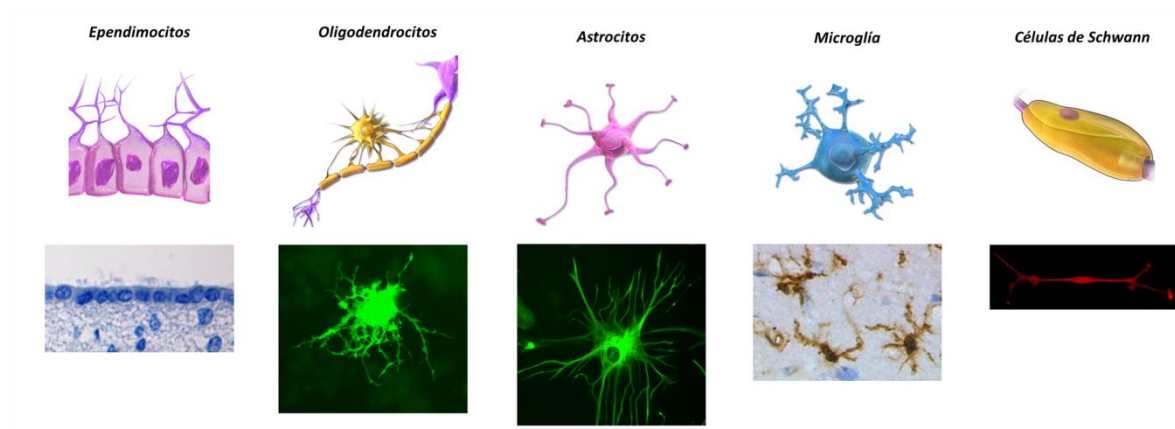 Ependimocitos
Oligodendrocitos
Astrocitos
Microglía
Células de Schwann